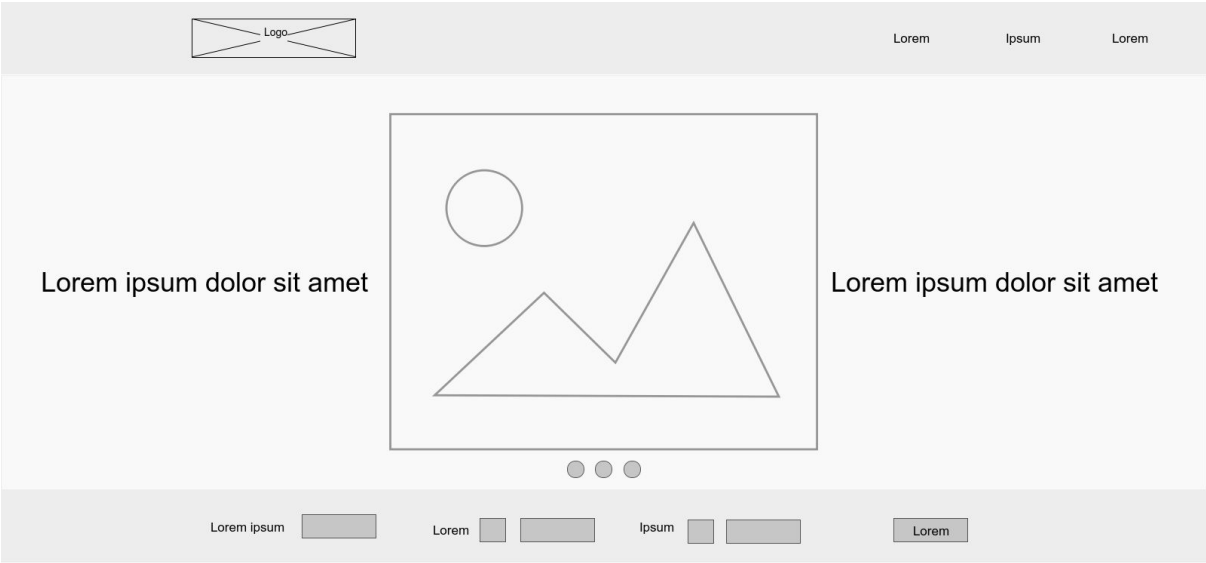 Logo
Lorem Ipsum Lorem
Lorem ipsum dolor sit amet
Lorem ipsum dolor sit amet
Lorem ipsum
Lorem
Ipsum
Lorem